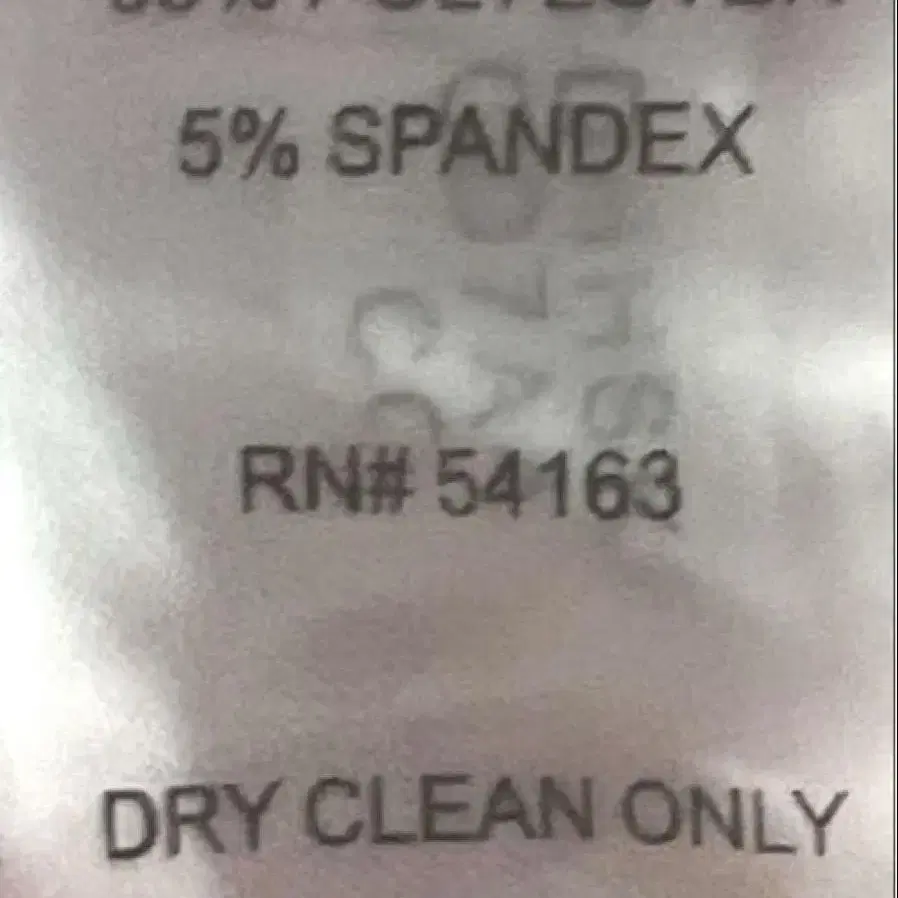 5% SPANDEX
RN# 54163
DRY CLEAN ONLY